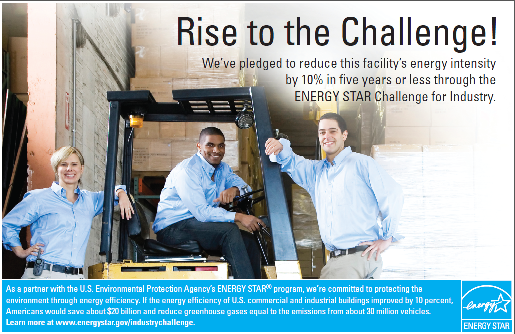 Rise to the Challenge!
We've pledged to reduce this facility's energy intensity
by 10% in five years or less through the
ENERGY STAR Challenge for Industry.
As a partner with the U.S. Environmental Protection Agency's ENERGY STAR® program, we're committed to protecting the
environment through energy efficiency. If the energy efficiency of U.S. commercial and industrial buildings improved by 10 percent,
Americans would save about $20 billion and reduce greenhouse gases equal to the emissions from about 30 million vehicles.
Learn more at www.energystar.gov/industrychallenge.
energy
ENERGY STAR